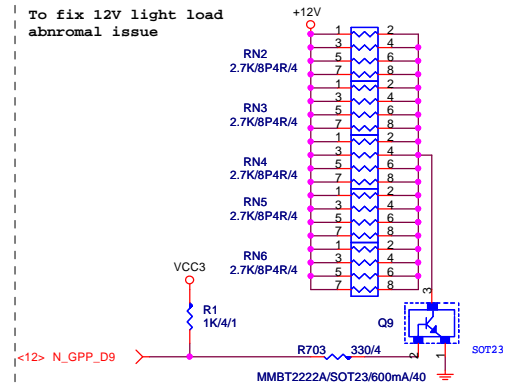 To fix 12V light load
abnromal issue
+12V
1 2
3 4
RN2
5 6
2.7K/8P4R/4
7 8
1 2
3 4
RN3
5 6
2.7K/8P4R/4
7 8
1 2
3 4
RN4
5 6
2.7K/8P4R/4
7 8
1 2
RN5
3 4
2.7K/8P4R/4
5 6
7 8
1 2
RN6
3 4
2.7K/8P4R/4
5 6
7 8
VCC3
R1
1K/4/1
3
Q9
SOT23
<12> N_GPP_D9
R703 330/4
2 1
MMBT2222A/SOT23/600mA/40